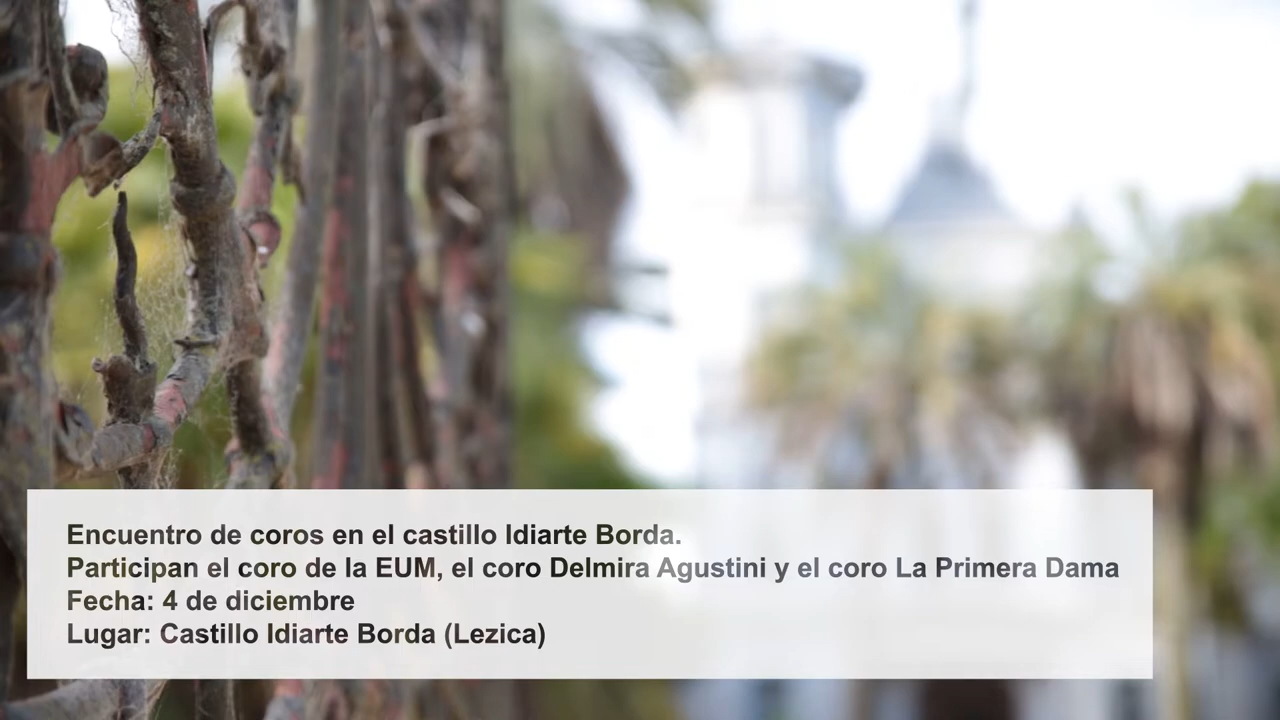 Encuentro de coros en el castillo Idiarte Borda.
Participan el coro de la EUM, el coro Delmira Agustini y el coro La Primera Dama
Fecha: 4 de diciembre
Lugar: Castillo Idiarte Borda (Lezica)